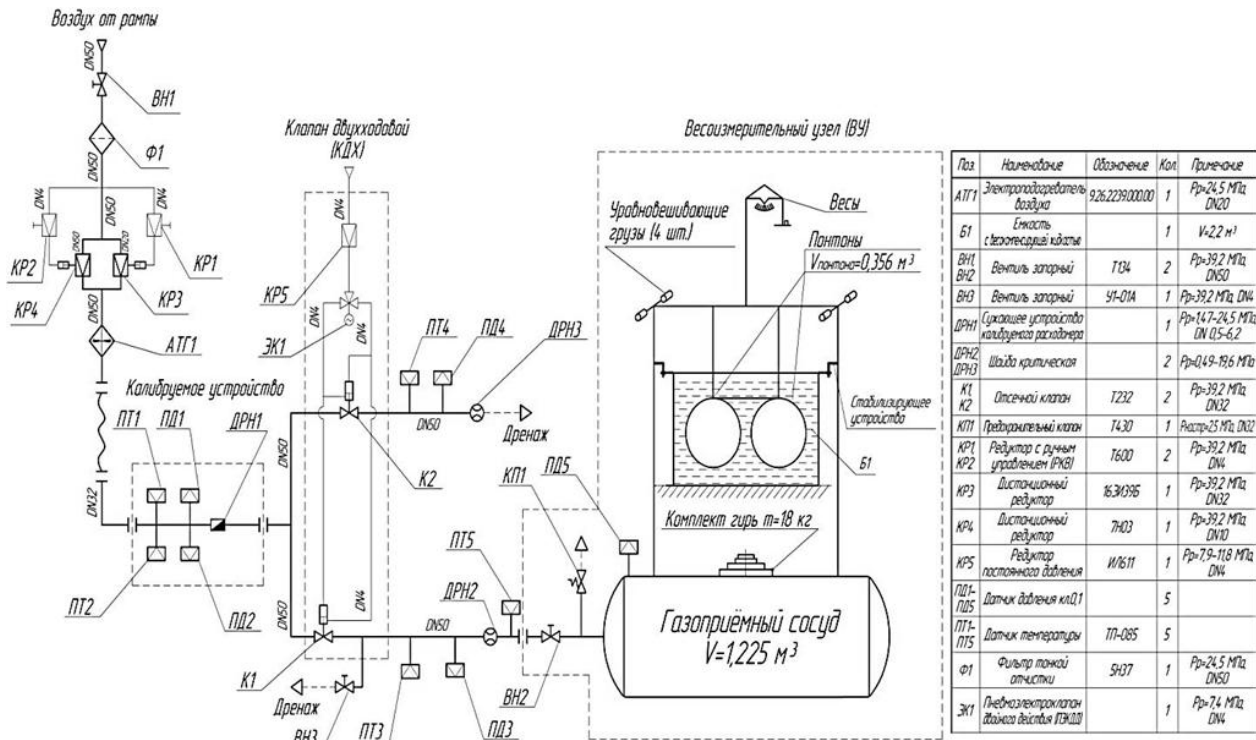 Воздух от рампы
DN50
ВН1
Ф1
DN50
DN4
DN4
DN50
DN50
DN20
КР2
КР1
КР4
КР3
DN50
АТГ1
DN32
Калибруемое устройство
ПТ1
ПД1
ДРН1
ПТ2
ПД2
DN50
DN50
Клапан двухходовой
(КДХ)
DN4
КР5
DN4
DN4
ЭК1
К2
ПТ4
ПД4
ДРН3
DN50
Дренаж
DN4
К1
Дренаж
ВН3
ПТ3
DN50
ПД3
ДРН2
ПТ5
ВН2
КП1
ПД5
Весоизмерительный узел (ВУ)
Уравновешивающие
грузы (4 шт.)
Весы
Понтоны
Vпонтона=0,356 м³
Стабилизирующее
устройство
Б1
Комплект гирь m=18 кг
Газоприёмный сосуд
V=1,225 м³
Поз. Наименование Обозначение Кол. Примечание
АТГ1 Электроподогреватель воздуха 926.2239.000.00 1 Рр=24,5 МПа, DN20
Б1 Емкость 1 V=2,2 м³
ВН1, ВН2 Вентиль запорный Т134 2 Рр=39,2 МПа, DN50
ВН3 Вентиль запорный У1-01А 1 Рр=39,2 МПа, DN4
ДРН1 Сужающее устройство калибруемого расходомера 1 Рр=1,47-24,5 МПа, DN 0,5-6,2
ДРН2, ДРН3 Шайба критическая 2 Рр=0,49-19,6 МПа
К1, К2 Отсечной клапан Т232 2 Рр=39,2 МПа, DN32
КП1 Предохранительный клапан Т430 1 Рнастр=2,5 МПа, DN32
КР1, КР2 Редуктор с ручным управлением (РКВ) Т600 2 Рр=39,2 МПа, DN4
КР3 Дистанционный редуктор 1 Рр=39,2 МПа, DN32
КР4 Дистанционный редуктор 7Н03 1 Рр=39,2 МПа, DN10
КР5 Редуктор постоянного давления ИЛ611 1 Рр=7,9-11,8 МПа, DN4
ПД1-ПД5 Датчик давления кл.0,1 5
ПТ1-ПТ5 Датчик температуры ТП-085 5
Ф1 Фильтр тонкой отчистки 5Н37 1 Рр=24,5 МПа, DN50
ЭК1 Пневмоэлектроклапан двойного действия (ПЭКДД) 1 Рр=7,4 МПа, DN4